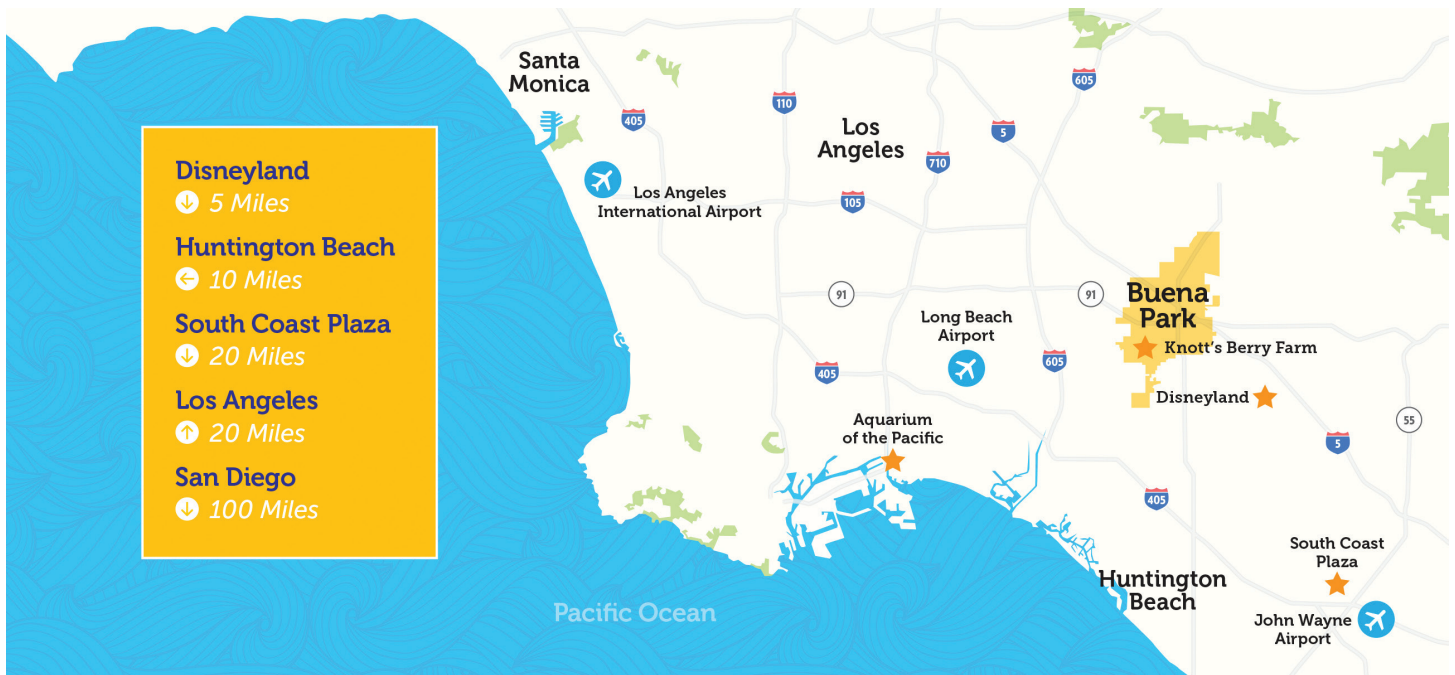 Disneyland
5 Miles
Huntington Beach
10 Miles
South Coast Plaza
20 Miles
Los Angeles
20 Miles
San Diego
100 Miles
Santa
Monica
405
110
605
5
Los
Angeles
710
Los Angeles
International Airport
105
91
91
Buena
Park
Long Beach
Airport
Knott's Berry Farm
405
605
Disneyland
Aquarium
of the Pacific
55
5
405
South Coast
Plaza
Huntington
Beach
John Wayne
Airport
Pacific Ocean